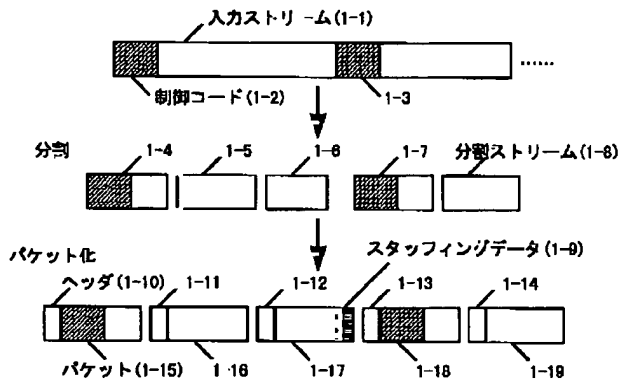 入力ストリーム(1-1)
制御コード(1-2)
1-3
......
分割
1-4
1-5
1-6
1-7
分割ストリーム(1-8)
パケット化
スタッフィングデータ(1-9)
ヘッダ(1-10)
1-11
1-12
1-13
1-14
パケット(1-15)
1-16
1-17
1-18
1-19